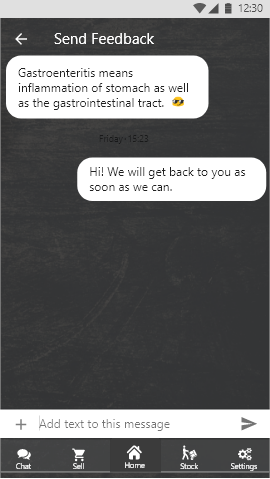 12:30
Send Feedback
Gastroenteritis means
inflammation of stomach as well
as the gastrointestinal tract. 😎
Friday•15:23
Hi! We will get back to you as
soon as we can.
Add text to this message
Chat Sell Home Stock Settings